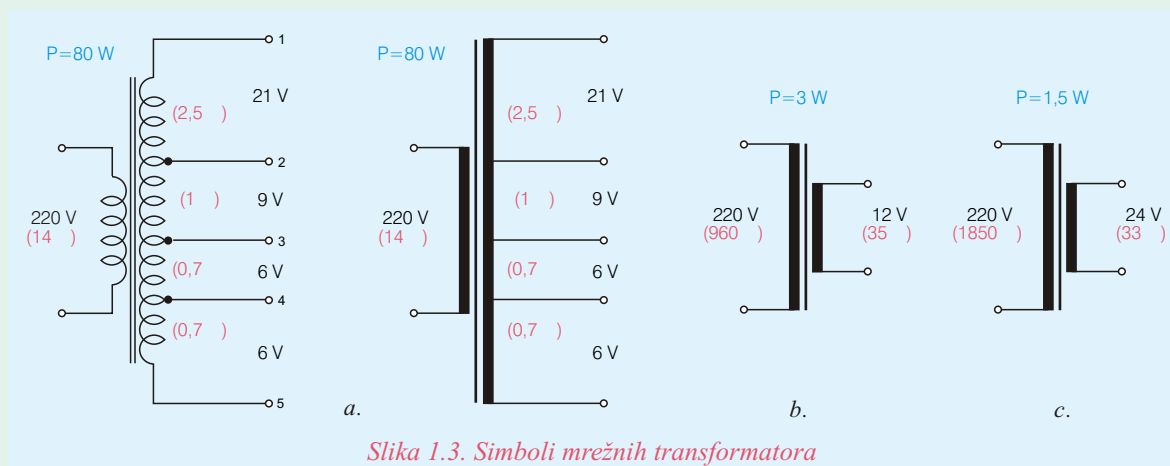 P=80 W
1
21 V
(2,5 )
2
(1 )
9 V
220 V
(14 )
3
(0,7
6 V
4
(0,7 )
6 V
5
P=80 W
21 V
(2,5 )
(1 )
9 V
220 V
(14 )
(0,7
6 V
(0,7 )
6 V
a.
P=3 W
220 V
(960 )
12 V
(35 )
b.
P=1,5 W
220 V
(1850 )
24 V
(33 )
c.
Slika 1.3. Simboli mrežnih transformatora